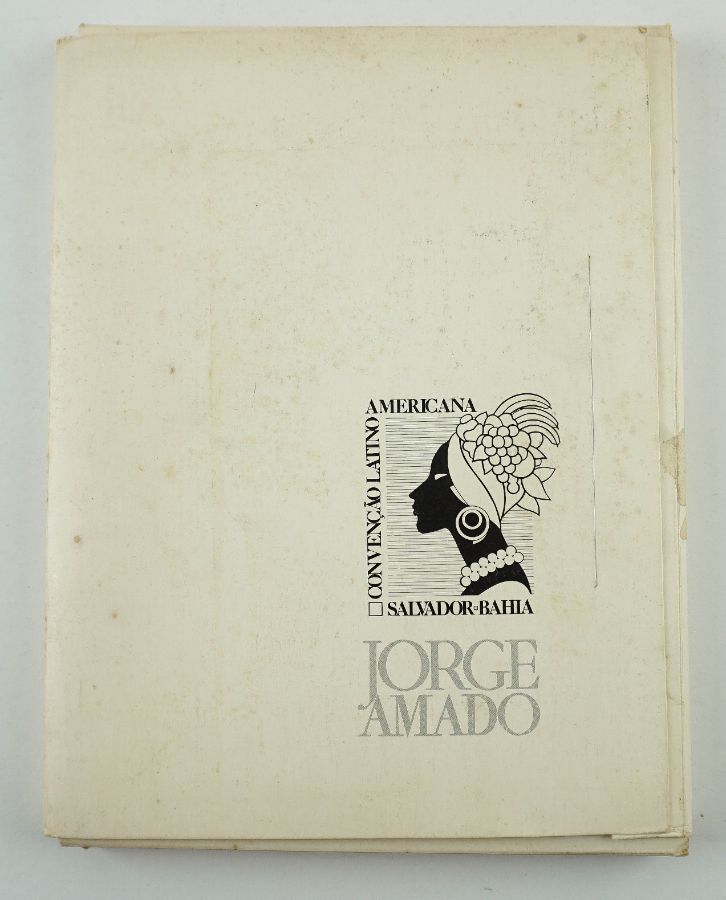 CONVENÇÃO LATINO
AMERICANA
SALVADOR-BAHIA
JORGE
AMADO